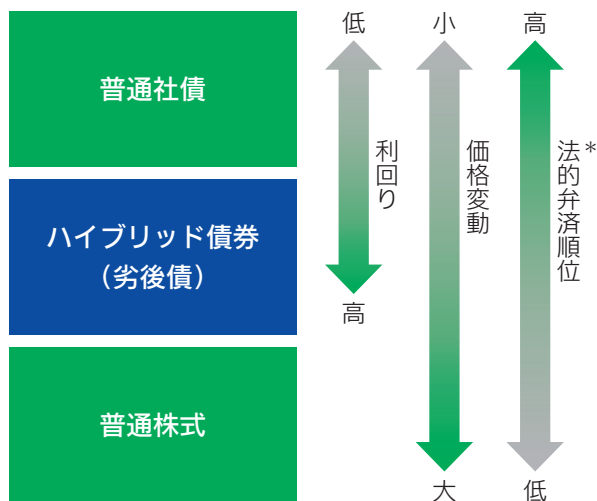 普通社債
ハイブリッド債券
（劣後債）
普通株式
低
利回り
高
小
価格変動
大
高
法的弁済順位
＊
低